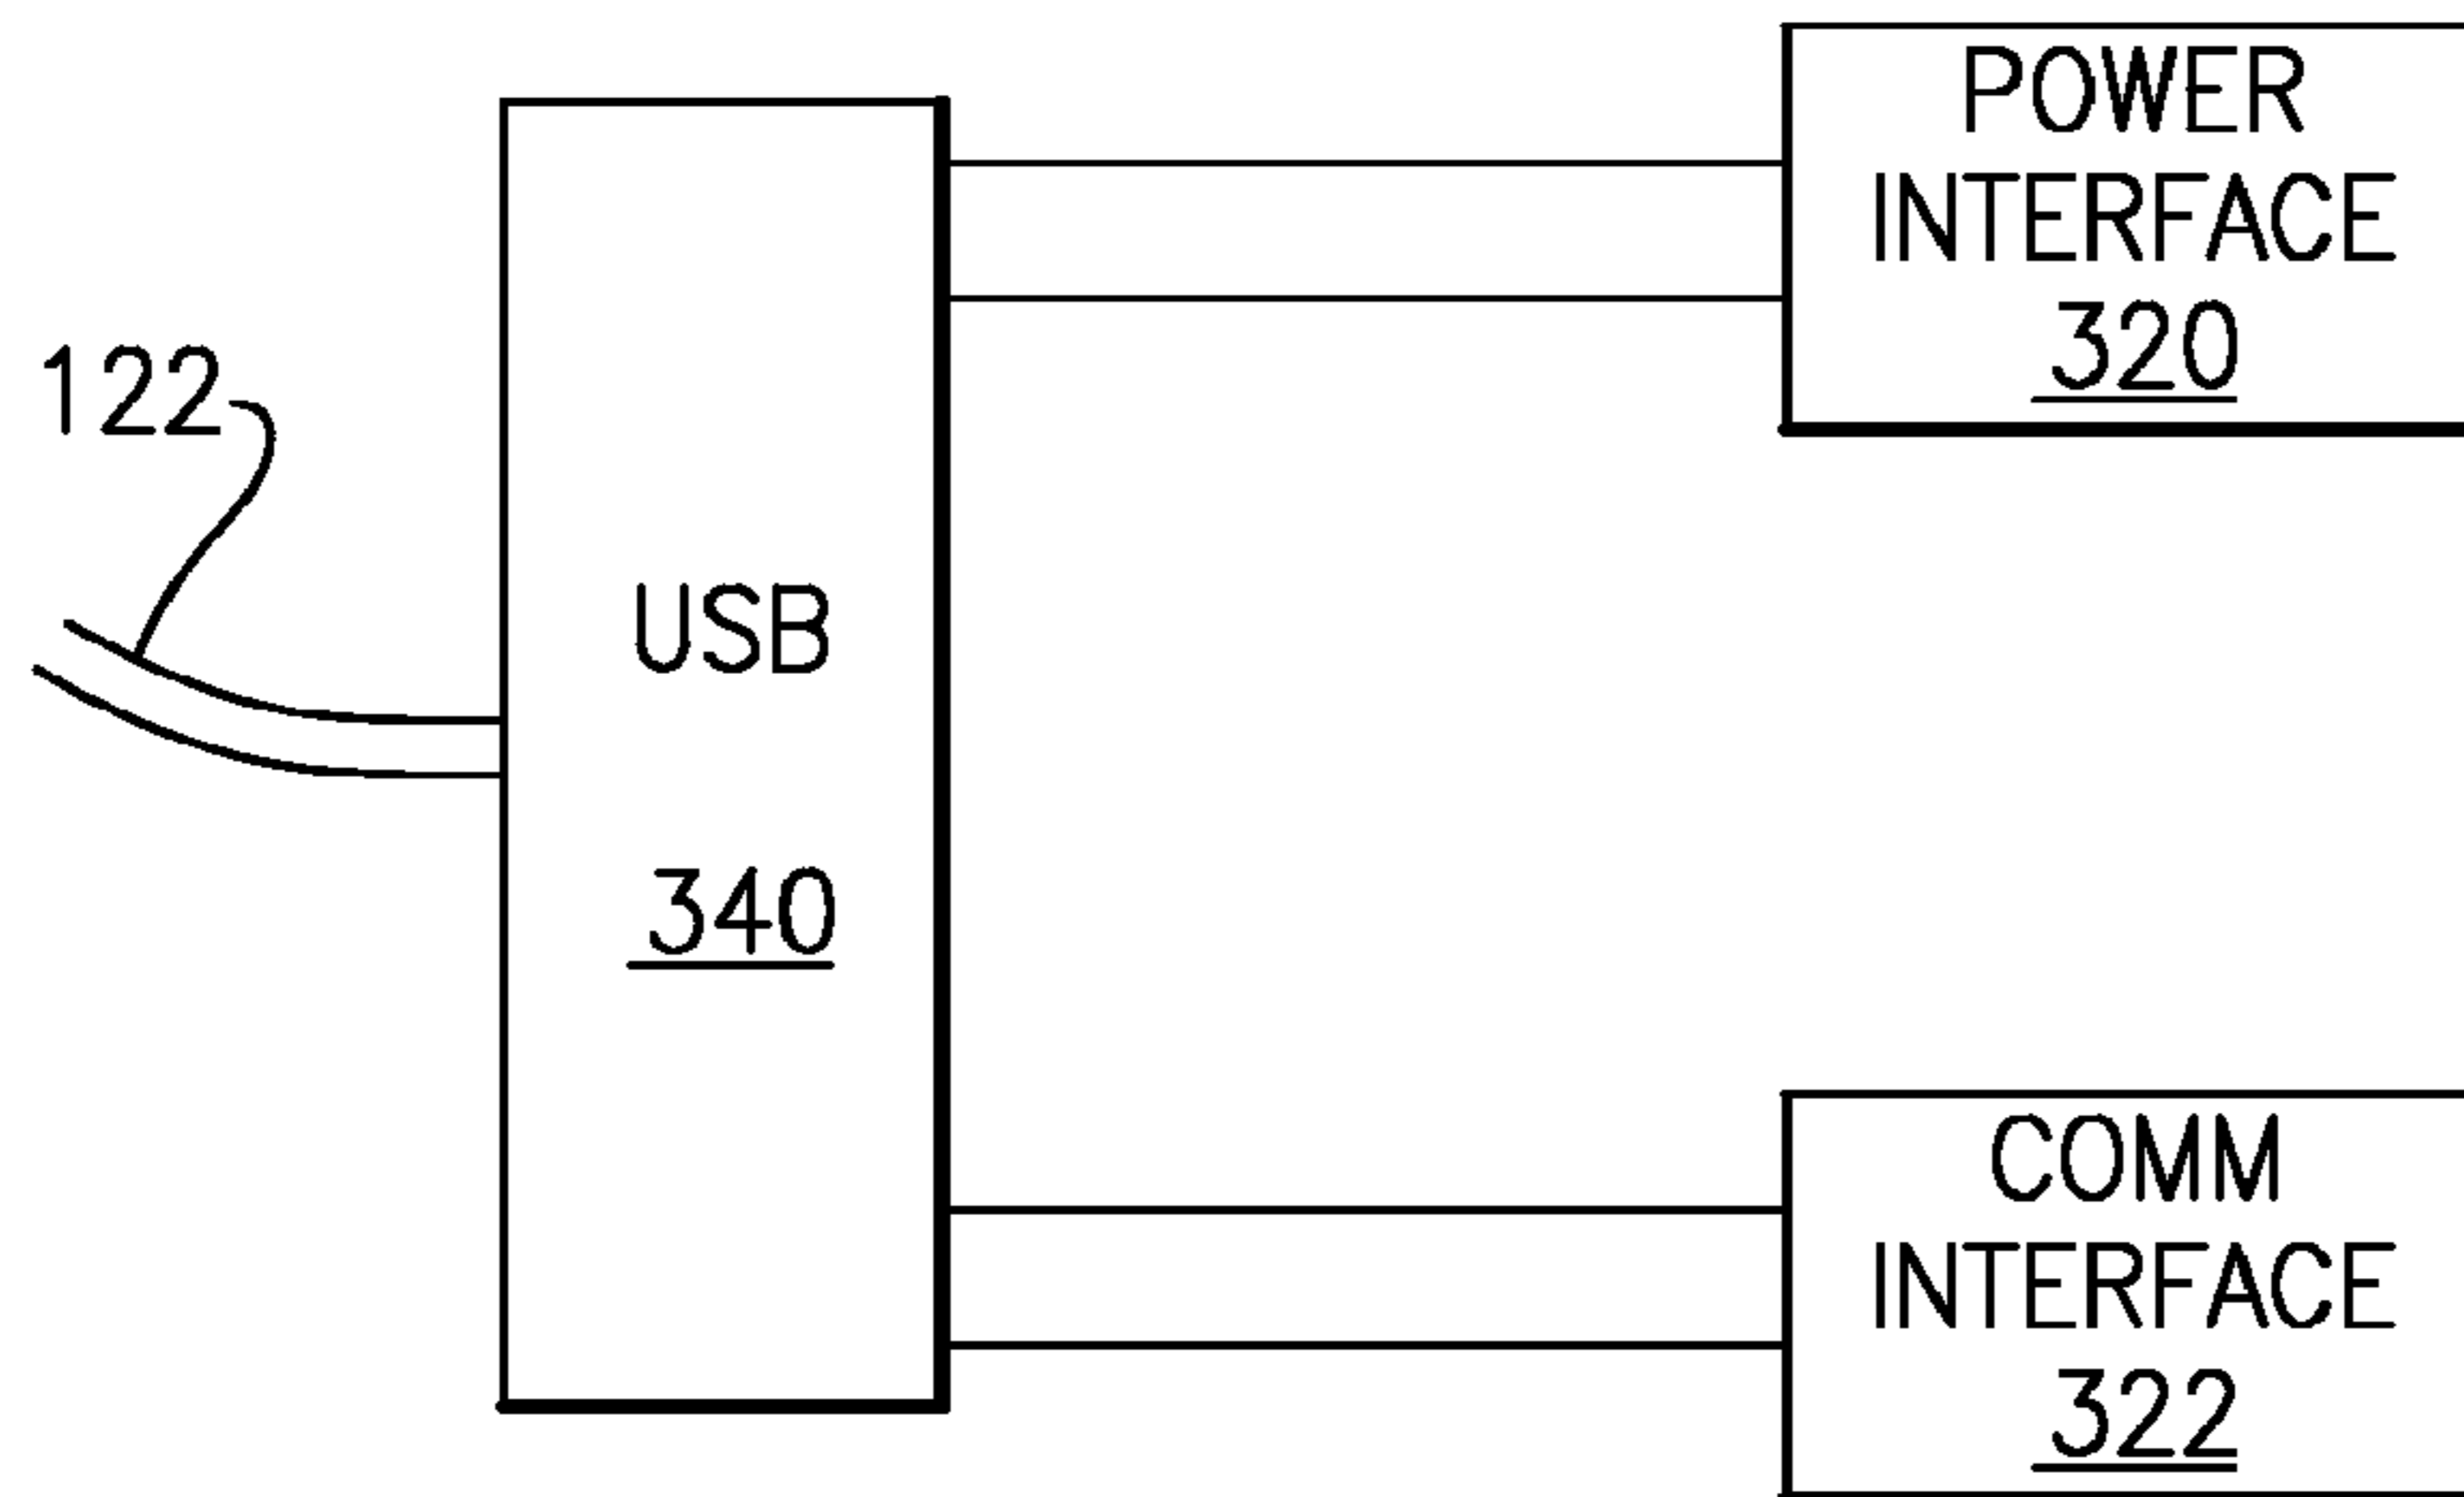 POWER
INTERFACE
320
122
USB
340
COMM
INTERFACE
322